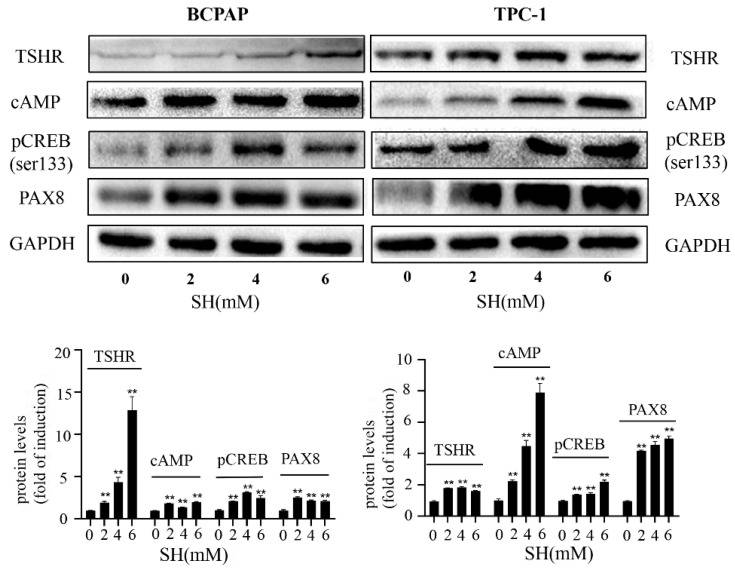 BCPAP TPC-1
TSHR TSHR
cAMP cAMP
pCREB pCREB
(ser133) (ser133)
PAX8 PAX8
GAPDH GAPDH
0 2 4 6 0 2 4 6
SH(mM) SH(mM)
protein levels
(fold of induction)
20
15
10
5
0
TSHR
cAMP
pCREB
PAX8
** ** **
** ** **
** ** **
** ** **
0 2 4 6 0 2 4 6 0 2 4 6 0 2 4 6
SH(mM)
protein levels
(fold of induction)
10
8
6
4
2
0
TSHR
cAMP
pCREB
PAX8
** ** **
** ** **
** ** **
** ** **
0 2 4 6 0 2 4 6 0 2 4 6 0 2 4 6
SH(mM)